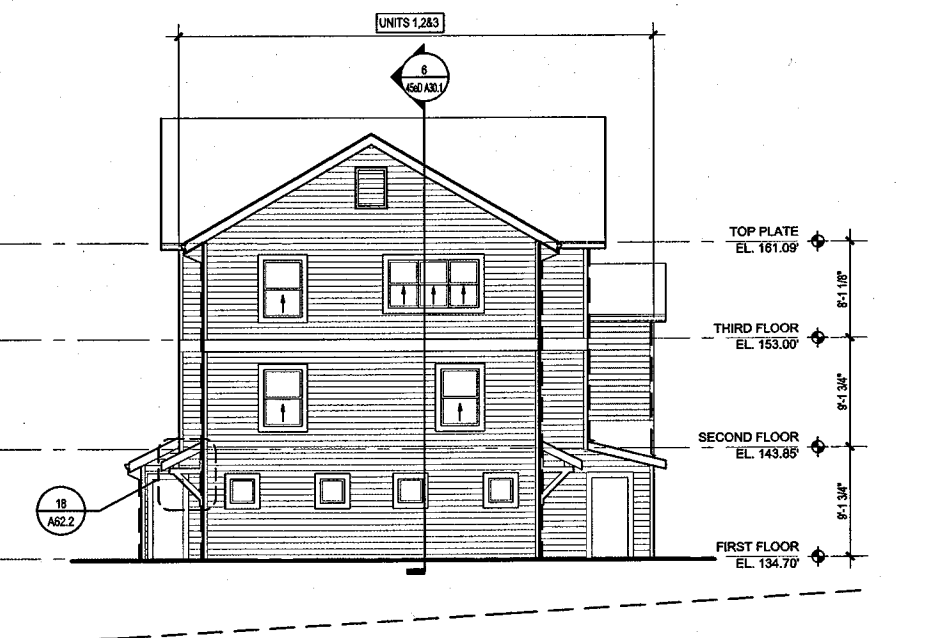 UNITS 1,2&3
6
45eD A30.1
TOP PLATE
EL. 161.09'
8'-1 1/8"
THIRD FLOOR
EL. 153.00'
9'-1 3/4"
SECOND FLOOR
EL. 143.85'
9'-1 3/4"
18
A62.2
FIRST FLOOR
EL. 134.70'